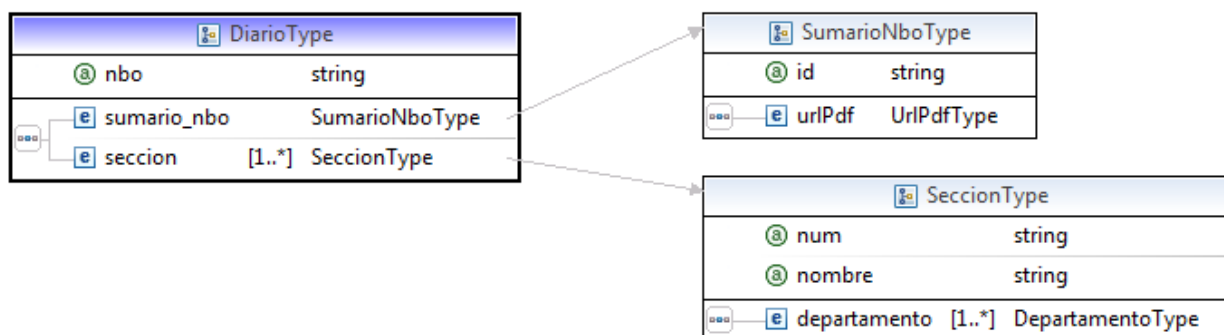 DiarioType
a nbo string
e sumario_nbo SumarioNboType
e seccion [1..*] SeccionType
SumarioNboType
a id string
e urlPdf UrlPdfType
SeccionType
a num string
a nombre string
e departamento [1..*] DepartamentoType